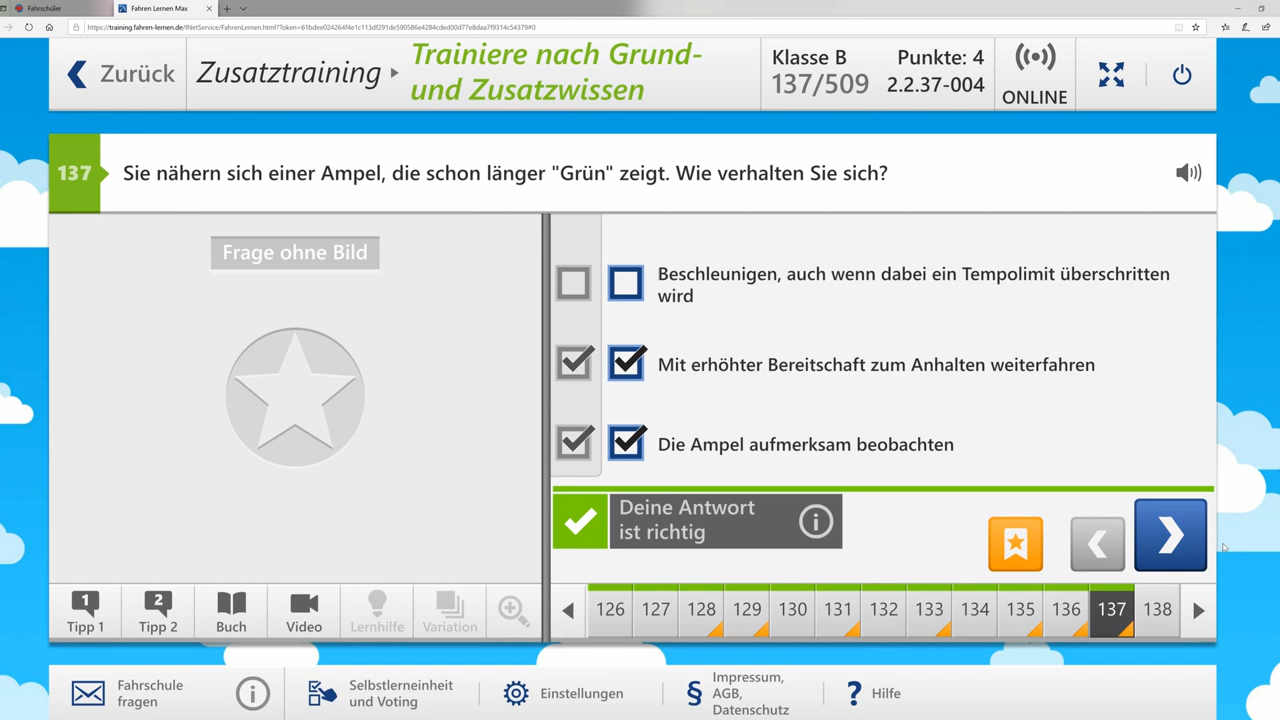 Fahrschüler
Fahren Lernen Max
Zurück
Zusatztraining
Trainiere nach Grund-
und Zusatzwissen
Klasse B
137/509
Punkte: 4
2.2.37-004
ONLINE
137
Sie nähern sich einer Ampel, die schon länger "Grün" zeigt. Wie verhalten Sie sich?
Frage ohne Bild
Beschleunigen, auch wenn dabei ein Tempolimit überschritten
wird
Mit erhöhter Bereitschaft zum Anhalten weiterfahren
Die Ampel aufmerksam beobachten
Deine Antwort
ist richtig
1
Tipp 1
2
Tipp 2
Buch
Video
Lernhilfe
Variation
126 127 128 129 130 131 132 133 134 135 136 137 138
Fahrschule
fragen
Selbstlerneinheit
und Voting
Einstellungen
§
Impressum,
AGB,
Datenschutz
?
Hilfe